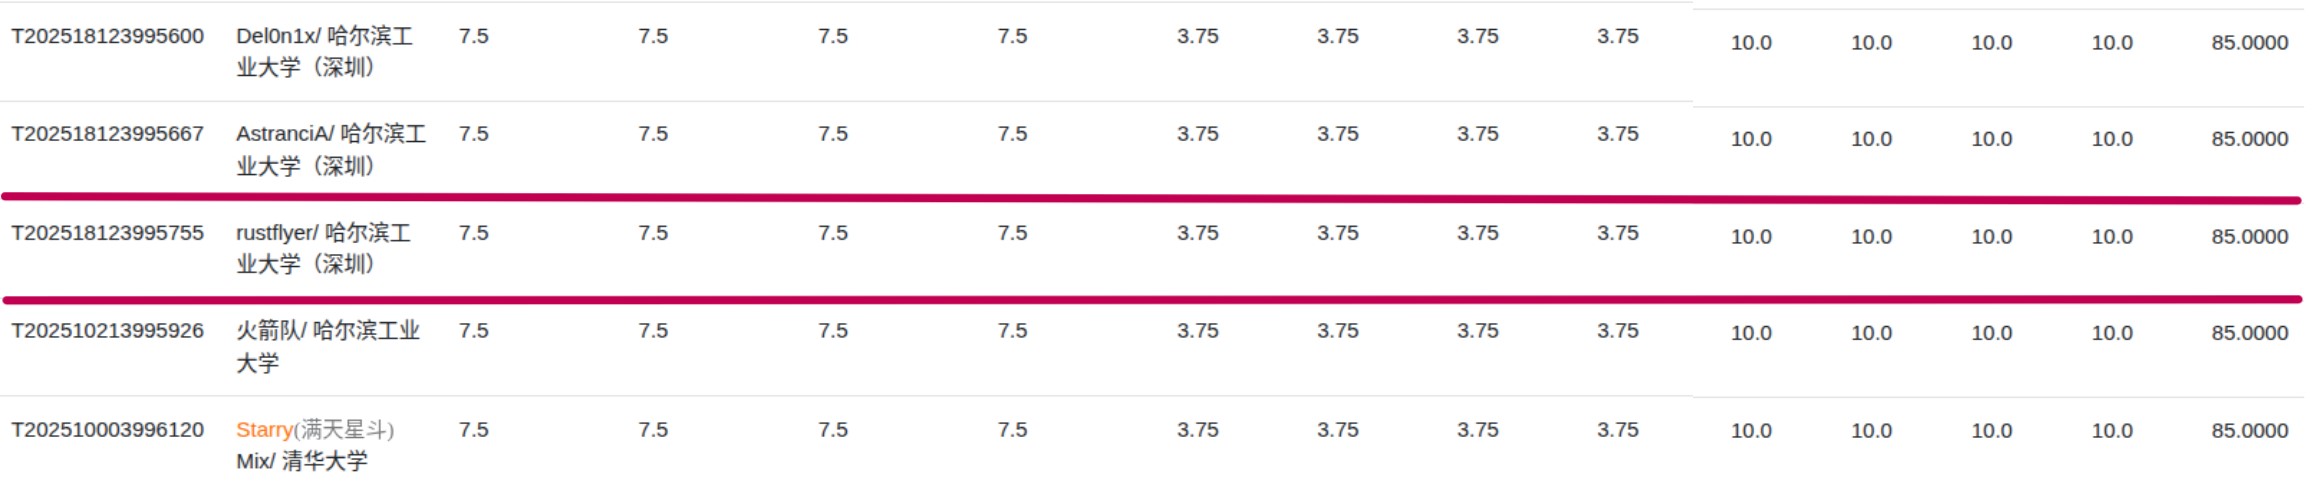 T202518123995600 Del0n1x/ 哈尔滨工 7.5 7.5 7.5 7.5 3.75 3.75 3.75 3.75 10.0 10.0 10.0 10.0 85.0000
业大学（深圳）
T202518123995667 AstranciA/ 哈尔滨工 7.5 7.5 7.5 7.5 3.75 3.75 3.75 3.75 10.0 10.0 10.0 10.0 85.0000
业大学（深圳）
T202518123995755 rustflyer/ 哈尔滨工 7.5 7.5 7.5 7.5 3.75 3.75 3.75 3.75 10.0 10.0 10.0 10.0 85.0000
业大学（深圳）
T202510213995926 火箭队/ 哈尔滨工业 7.5 7.5 7.5 7.5 3.75 3.75 3.75 3.75 10.0 10.0 10.0 10.0 85.0000
大学
T202510003996120 Starry(满天星斗) 7.5 7.5 7.5 7.5 3.75 3.75 3.75 3.75 10.0 10.0 10.0 10.0 85.0000
Mix/ 清华大学